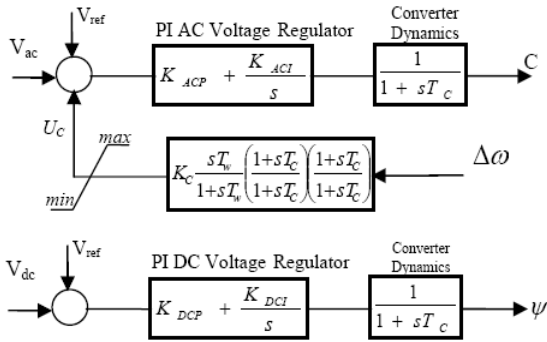 V_ref
PI AC Voltage Regulator
Converter
Dynamics
V_ac
K_ACP + K_ACI / s
1 / 1 + sT_C
C
U_C
max
min
K_C sT_w / 1+sT_w (1+sT_C / 1+sT_C) (1+sT_C / 1+sT_C)
Δω
V_ref
PI DC Voltage Regulator
Converter
Dynamics
V_dc
K_DCP + K_DCI / s
1 / 1 + sT_C
ψ